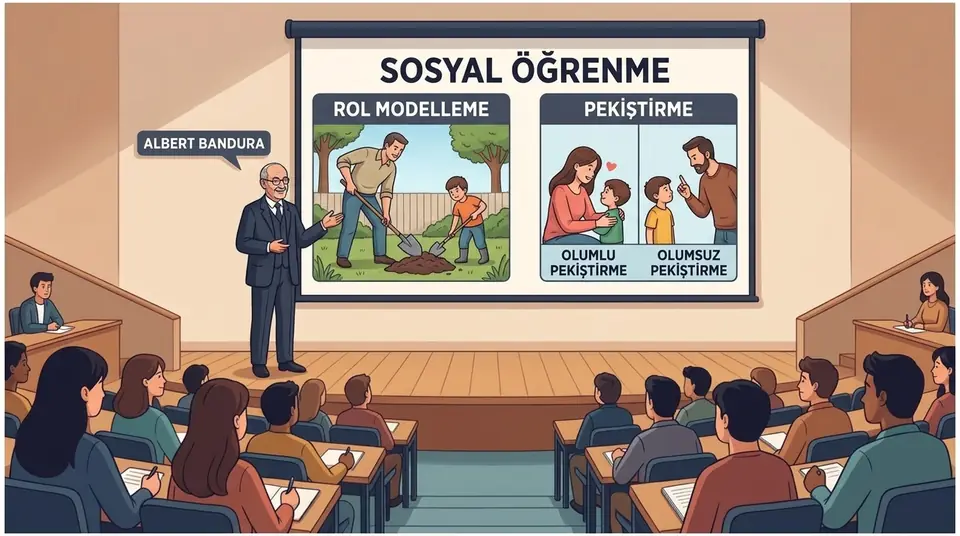 SOSYAL ÖĞRENME
ROL MODELLEME
PEKİŞTİRME
ALBERT BANDURA
OLUMLU
PEKİŞTİRME
OLUMSUZ
PEKİŞTİRME